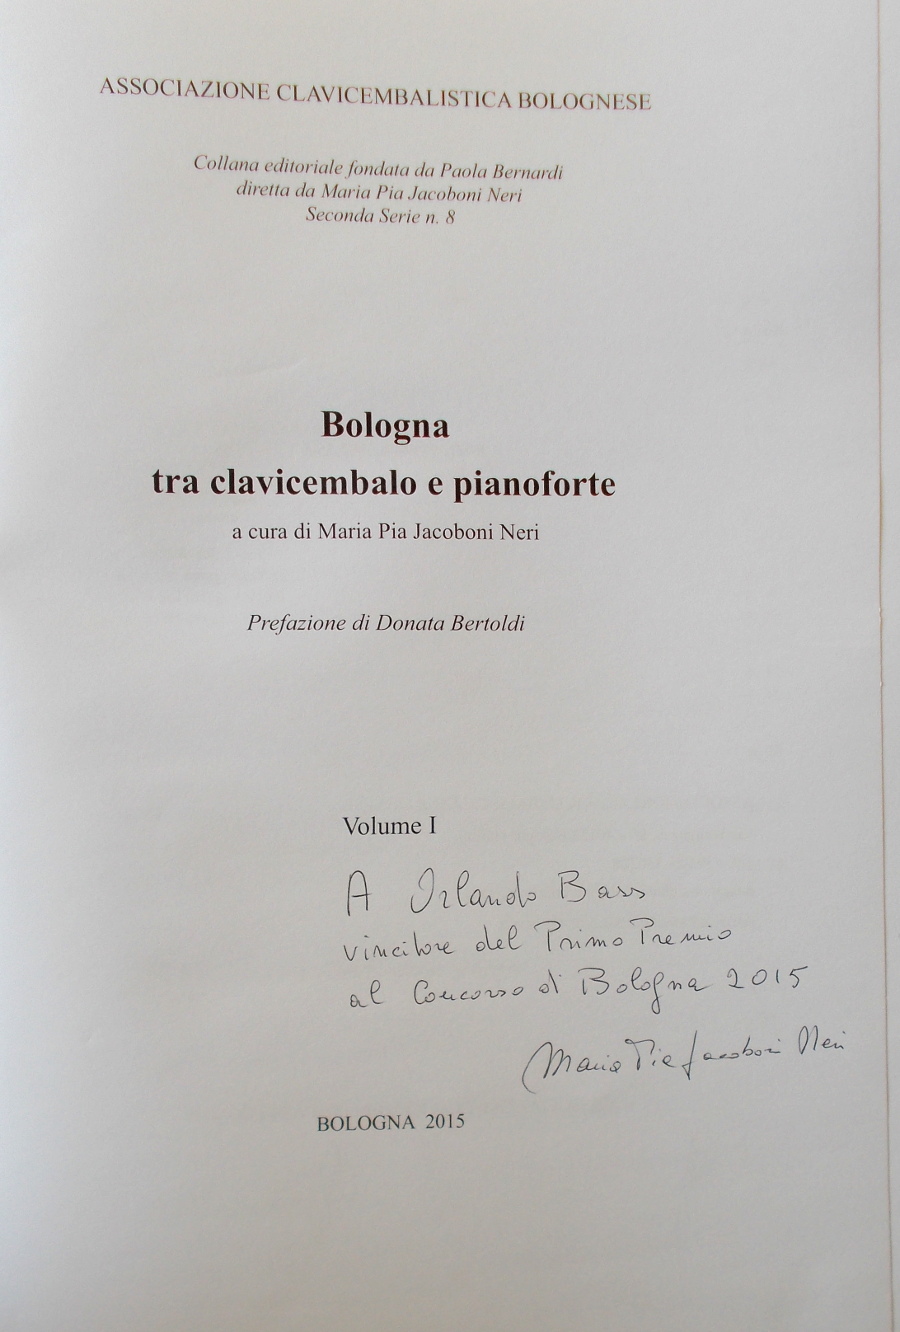 ASSOCIAZIONE CLAVICEMBALISTICA BOLOGNESE
Collana editoriale fondata da Paola Bernardi
diretta da Maria Pia Jacoboni Neri
Seconda Serie n. 8
Bologna
tra clavicembalo e pianoforte
a cura di Maria Pia Jacoboni Neri
Prefazione di Donata Bertoldi
Volume I
A Orlando Bass
vincitore del Primo Premio
al Concorso di Bologna 2015
Maria Pia Jacoboni Neri
BOLOGNA 2015